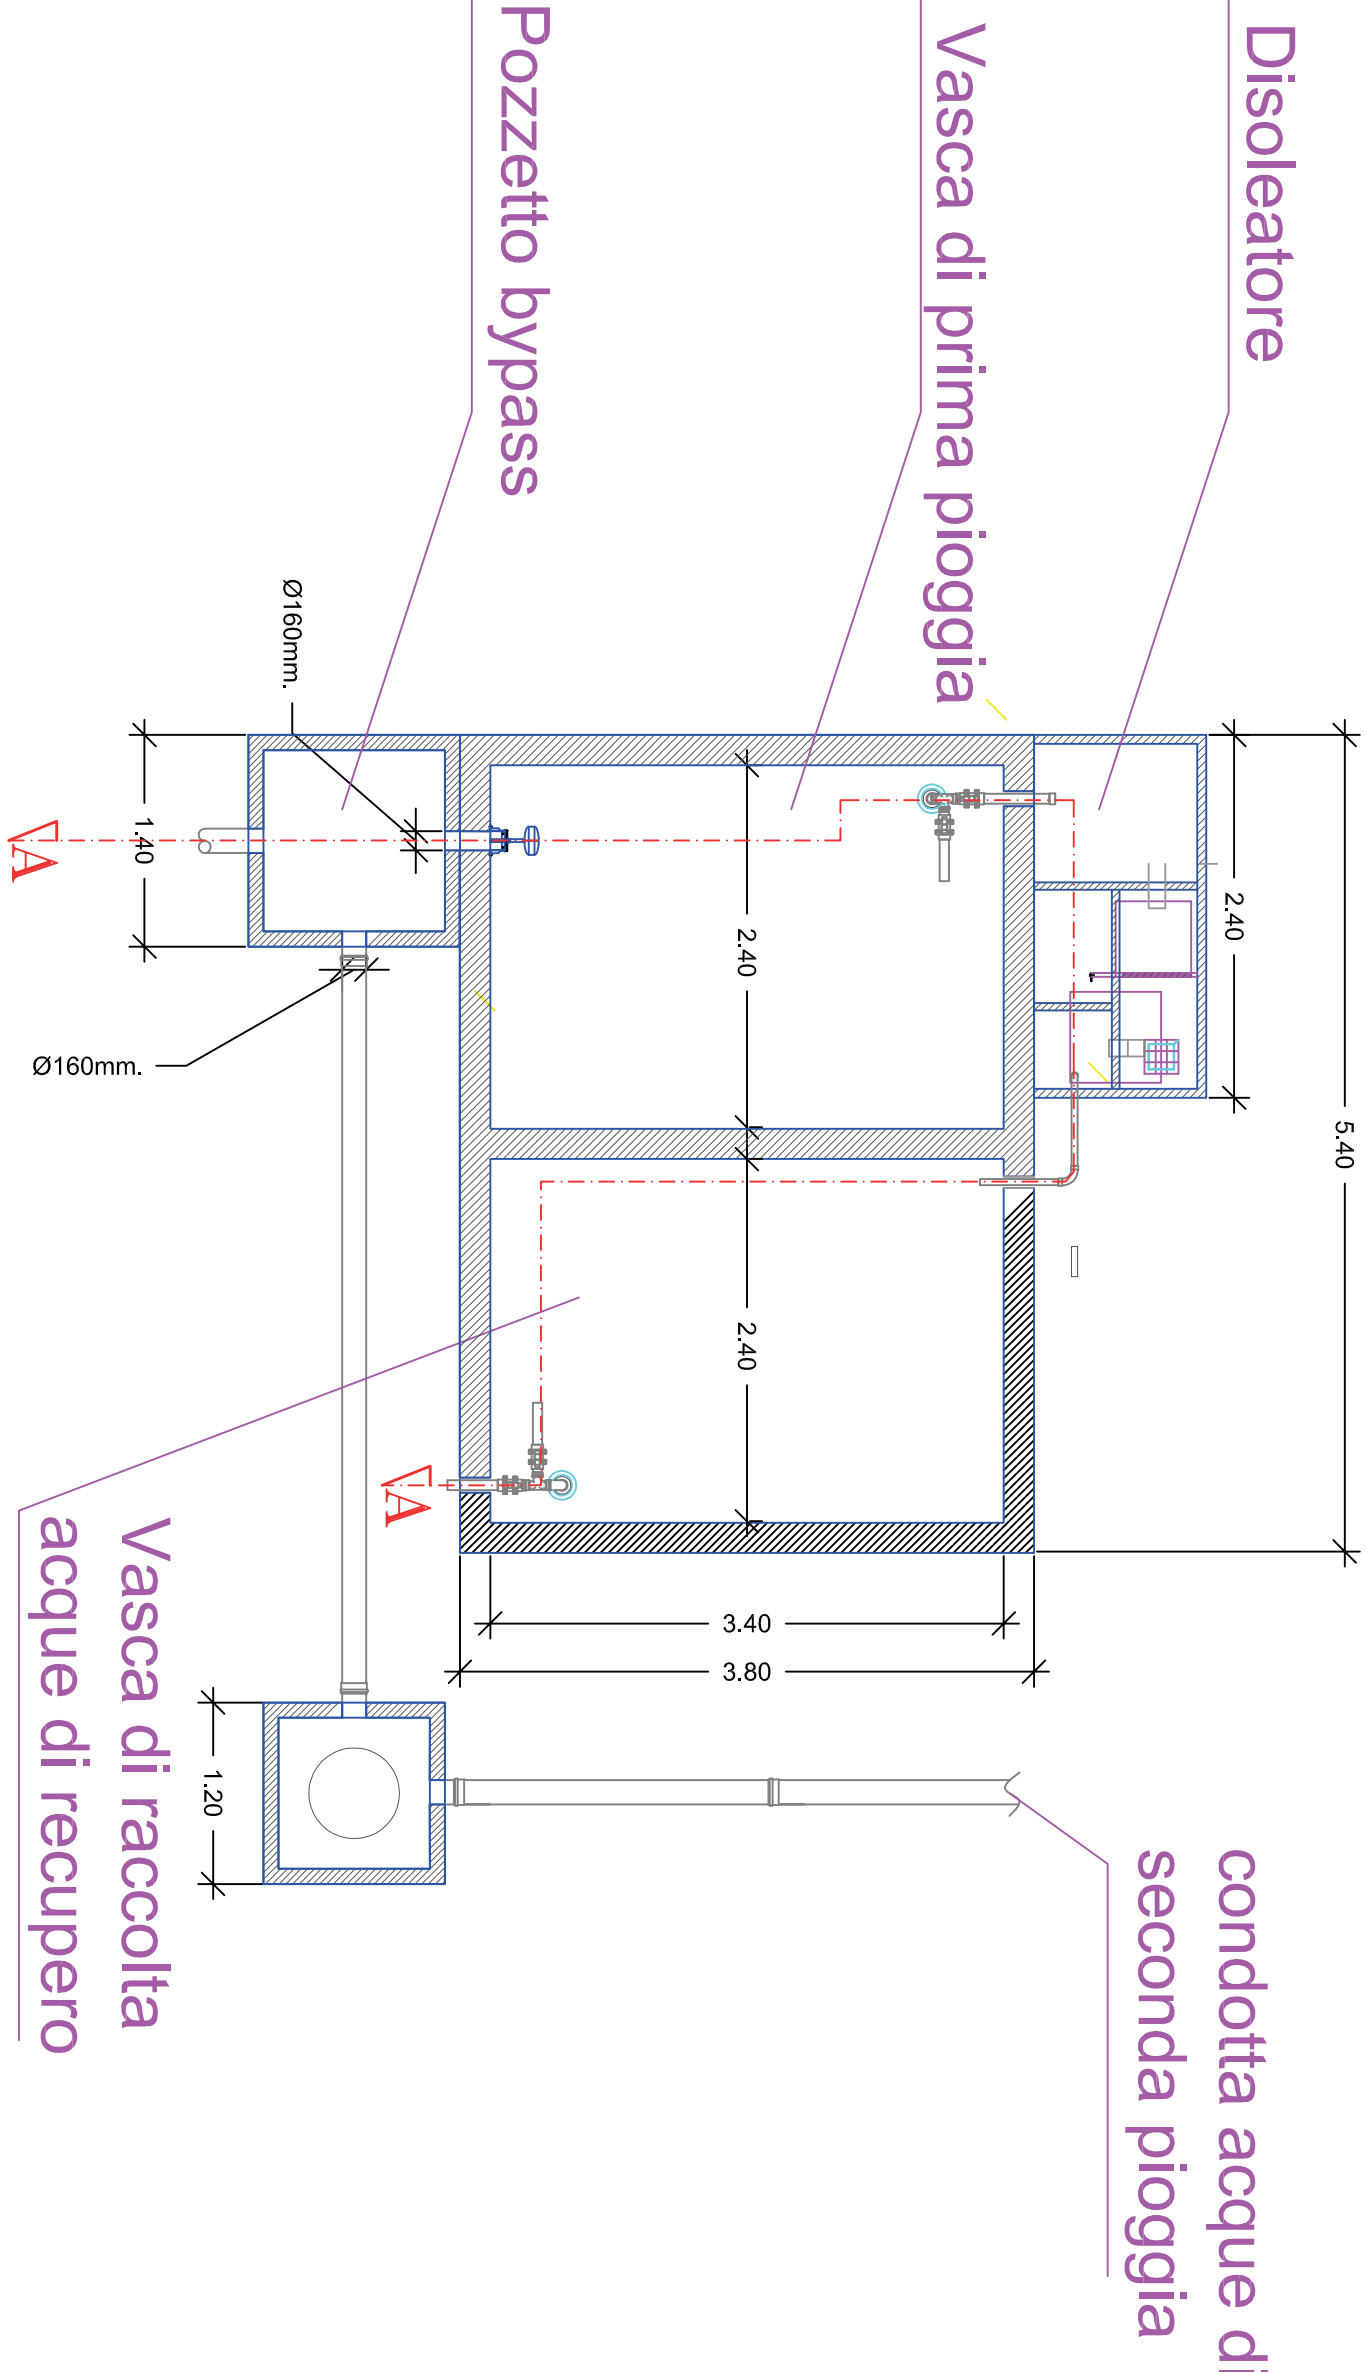 Disoleatore
Vasca di prima pioggia
Pozzetto bypass
Ø160mm.
1.40
A
2.40
2.40
5.40
Ø160mm.
2.40
A
3.40
3.80
1.20
Vasca di raccolta
acque di recupero
condotta acque di
seconda pioggia